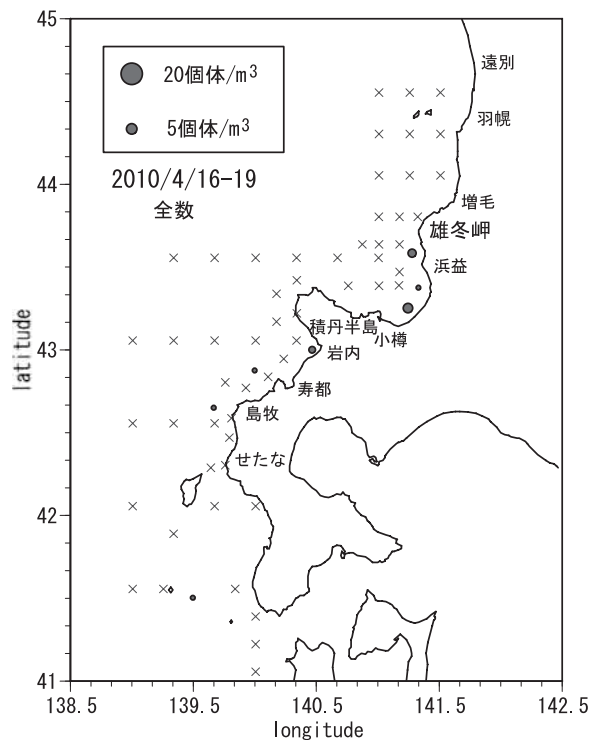 45
20個体/m³
5個体/m³
2010/4/16-19
全数
遠別
羽幌
44
増毛
雄冬岬
浜益
積丹半島
小樽
43
岩内
寿都
島牧
せたな
42
41
latitude
138.5 139.5 140.5 141.5 142.5
longitude